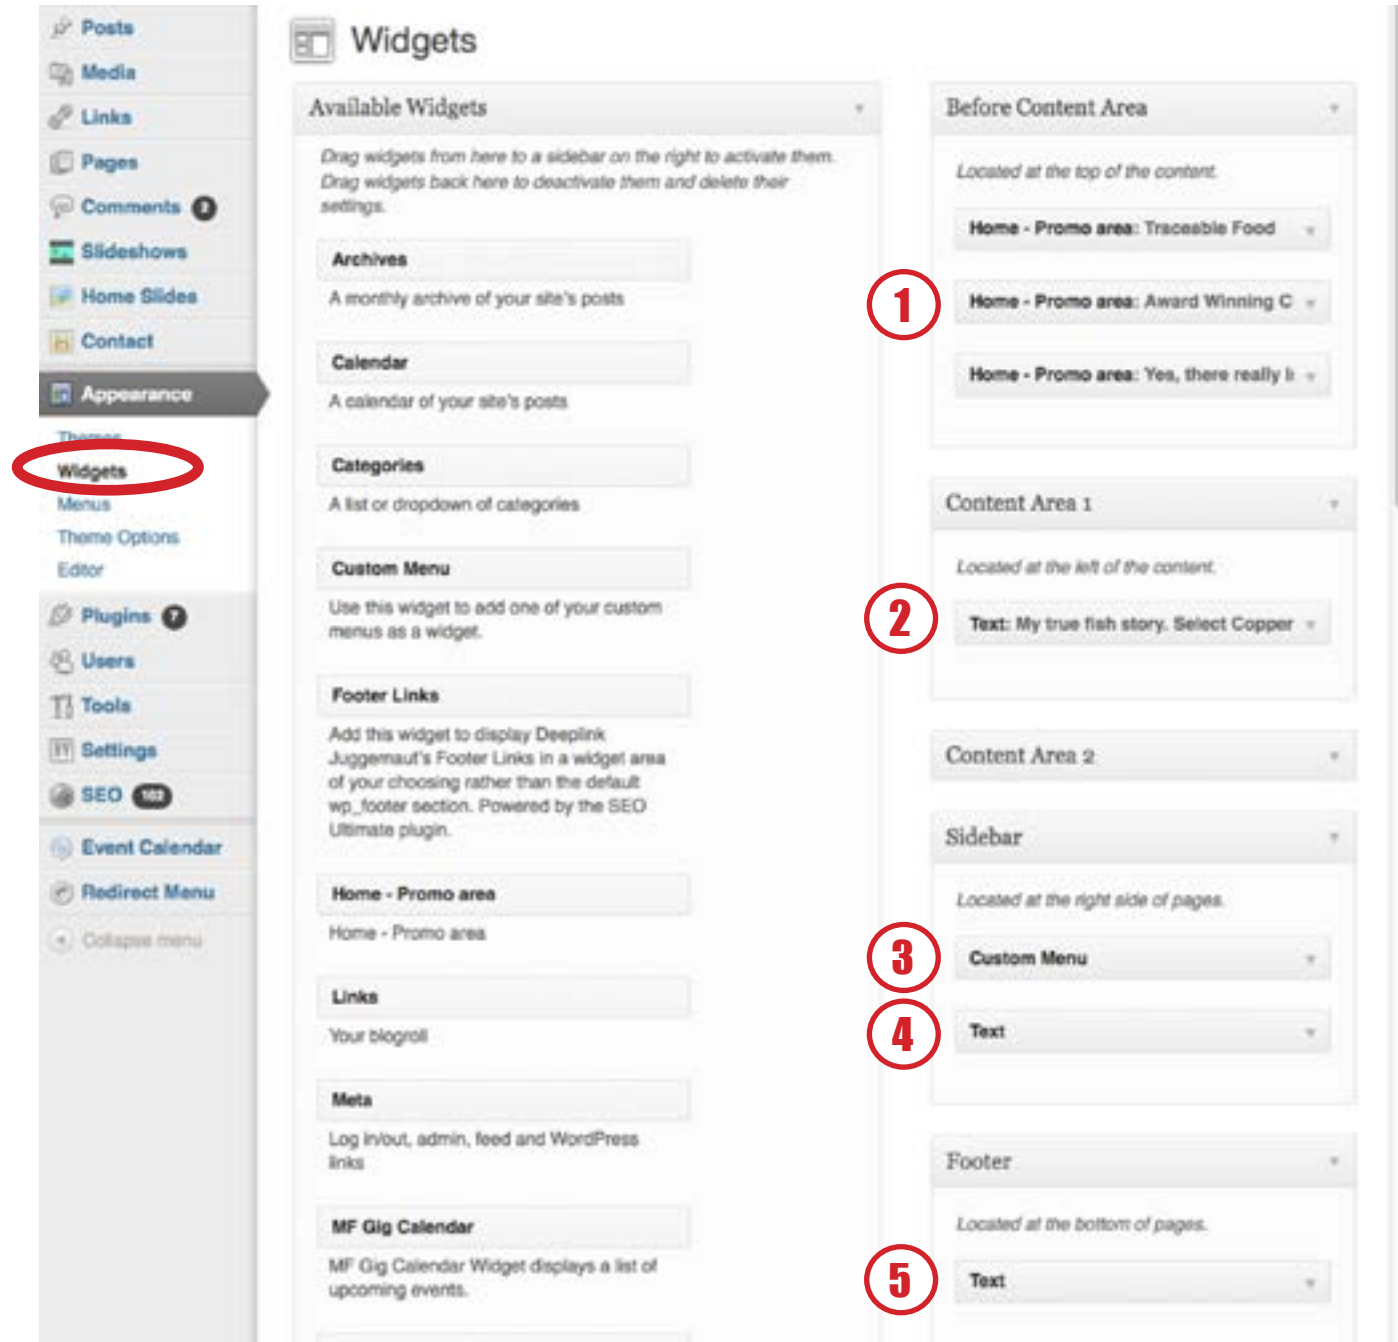 Posts
Media
Links
Pages
Comments 2
Slideshows
Home Slides
Contact
Appearance
Themes
Widgets
Menus
Theme Options
Editor
Plugins 7
Users
Tools
Settings
SEO
Event Calendar
Redirect Menu
Collapse menu
Widgets
Available Widgets
Drag widgets from here to a sidebar on the right to activate them.
Drag widgets back here to deactivate them and delete their
settings.
Archives
A monthly archive of your site's posts
Calendar
A calendar of your site's posts
Categories
A list or dropdown of categories
Custom Menu
Use this widget to add one of your custom
menus as a widget.
Footer Links
Add this widget to display Deeplink
Juggernaut's Footer Links in a widget area
of your choosing rather than the default
wp_footer section. Powered by the SEO
Ultimate plugin.
Home - Promo area
Home - Promo area
Links
Your blogroll
Meta
Log in/out, admin, feed and WordPress
links
MF Gig Calendar
MF Gig Calendar Widget displays a list of
upcoming events.
Before Content Area
Located at the top of the content.
Home - Promo area: Traceable Food
1
Home - Promo area: Award Winning C
Home - Promo area: Yes, there really
Content Area 1
Located at the left of the content.
2
Text: My true fish story. Select Copper
Content Area 2
Sidebar
Located at the right side of pages.
3
Custom Menu
4
Text
Footer
Located at the bottom of pages.
5
Text